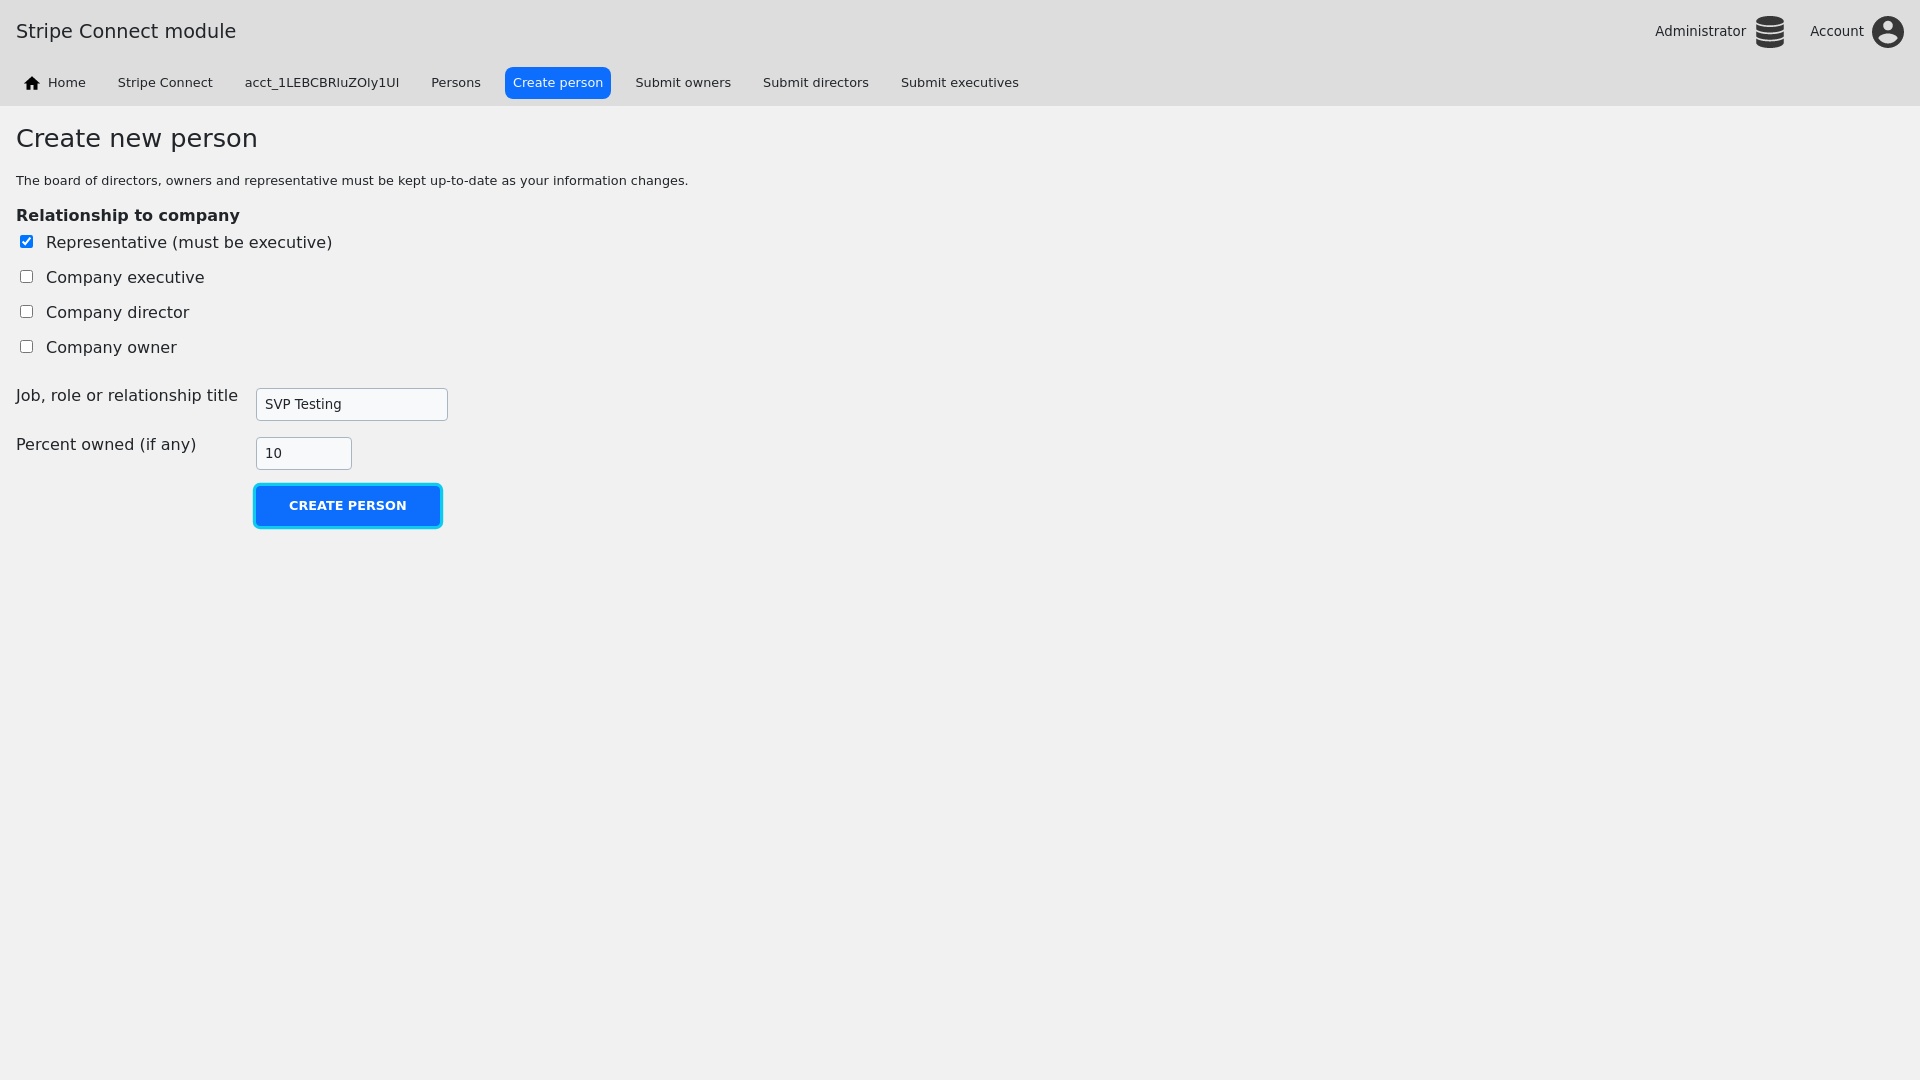 Stripe Connect module
Administrator
Account
Home
Stripe Connect
acct_1LEBCBRluZOly1Ul
Persons
Create person
Submit owners
Submit directors
Submit executives
Create new person
The board of directors, owners and representative must be kept up-to-date as your information changes.
Relationship to company
Representative (must be executive)
Company executive
Company director
Company owner
Job, role or relationship title
SVP Testing
Percent owned (if any)
10
CREATE PERSON